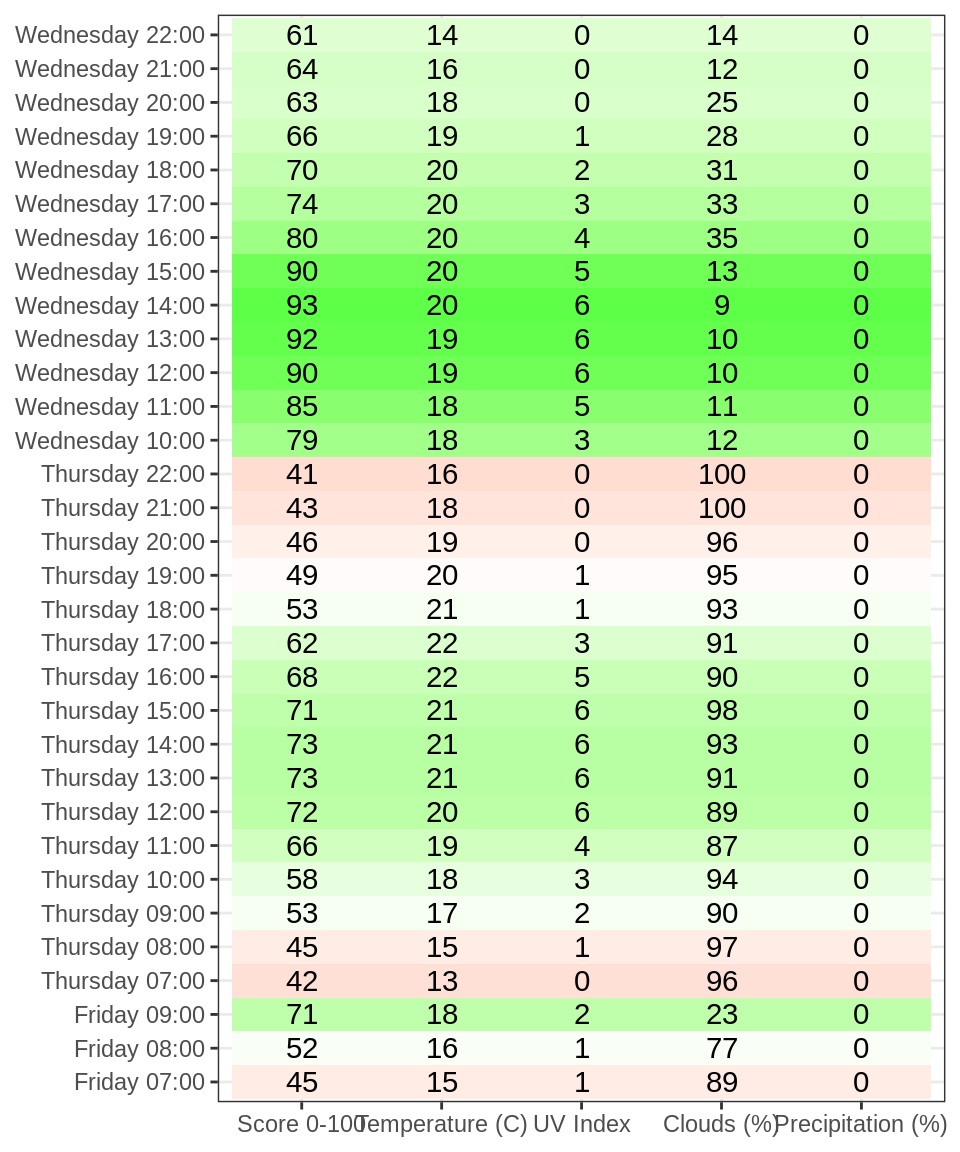 Wednesday 22:00 61 14 0 14 0
Wednesday 21:00 64 16 0 12 0
Wednesday 20:00 63 18 0 25 0
Wednesday 19:00 66 19 1 28 0
Wednesday 18:00 70 20 2 31 0
Wednesday 17:00 74 20 3 33 0
Wednesday 16:00 80 20 4 35 0
Wednesday 15:00 90 20 5 13 0
Wednesday 14:00 93 20 6 9 0
Wednesday 13:00 92 19 6 10 0
Wednesday 12:00 90 19 6 10 0
Wednesday 11:00 85 18 5 11 0
Wednesday 10:00 79 18 3 12 0
Thursday 22:00 41 16 0 100 0
Thursday 21:00 43 18 0 100 0
Thursday 20:00 46 19 0 96 0
Thursday 19:00 49 20 1 95 0
Thursday 18:00 53 21 1 93 0
Thursday 17:00 62 22 3 91 0
Thursday 16:00 68 22 5 90 0
Thursday 15:00 71 21 6 98 0
Thursday 14:00 73 21 6 93 0
Thursday 13:00 73 21 6 91 0
Thursday 12:00 72 20 6 89 0
Thursday 11:00 66 19 4 87 0
Thursday 10:00 58 18 3 94 0
Thursday 09:00 53 17 2 90 0
Thursday 08:00 45 15 1 97 0
Thursday 07:00 42 13 0 96 0
Friday 09:00 71 18 2 23 0
Friday 08:00 52 16 1 77 0
Friday 07:00 45 15 1 89 0
Score 0-100 Temperature (C) UV Index Clouds (%) Precipitation (%)